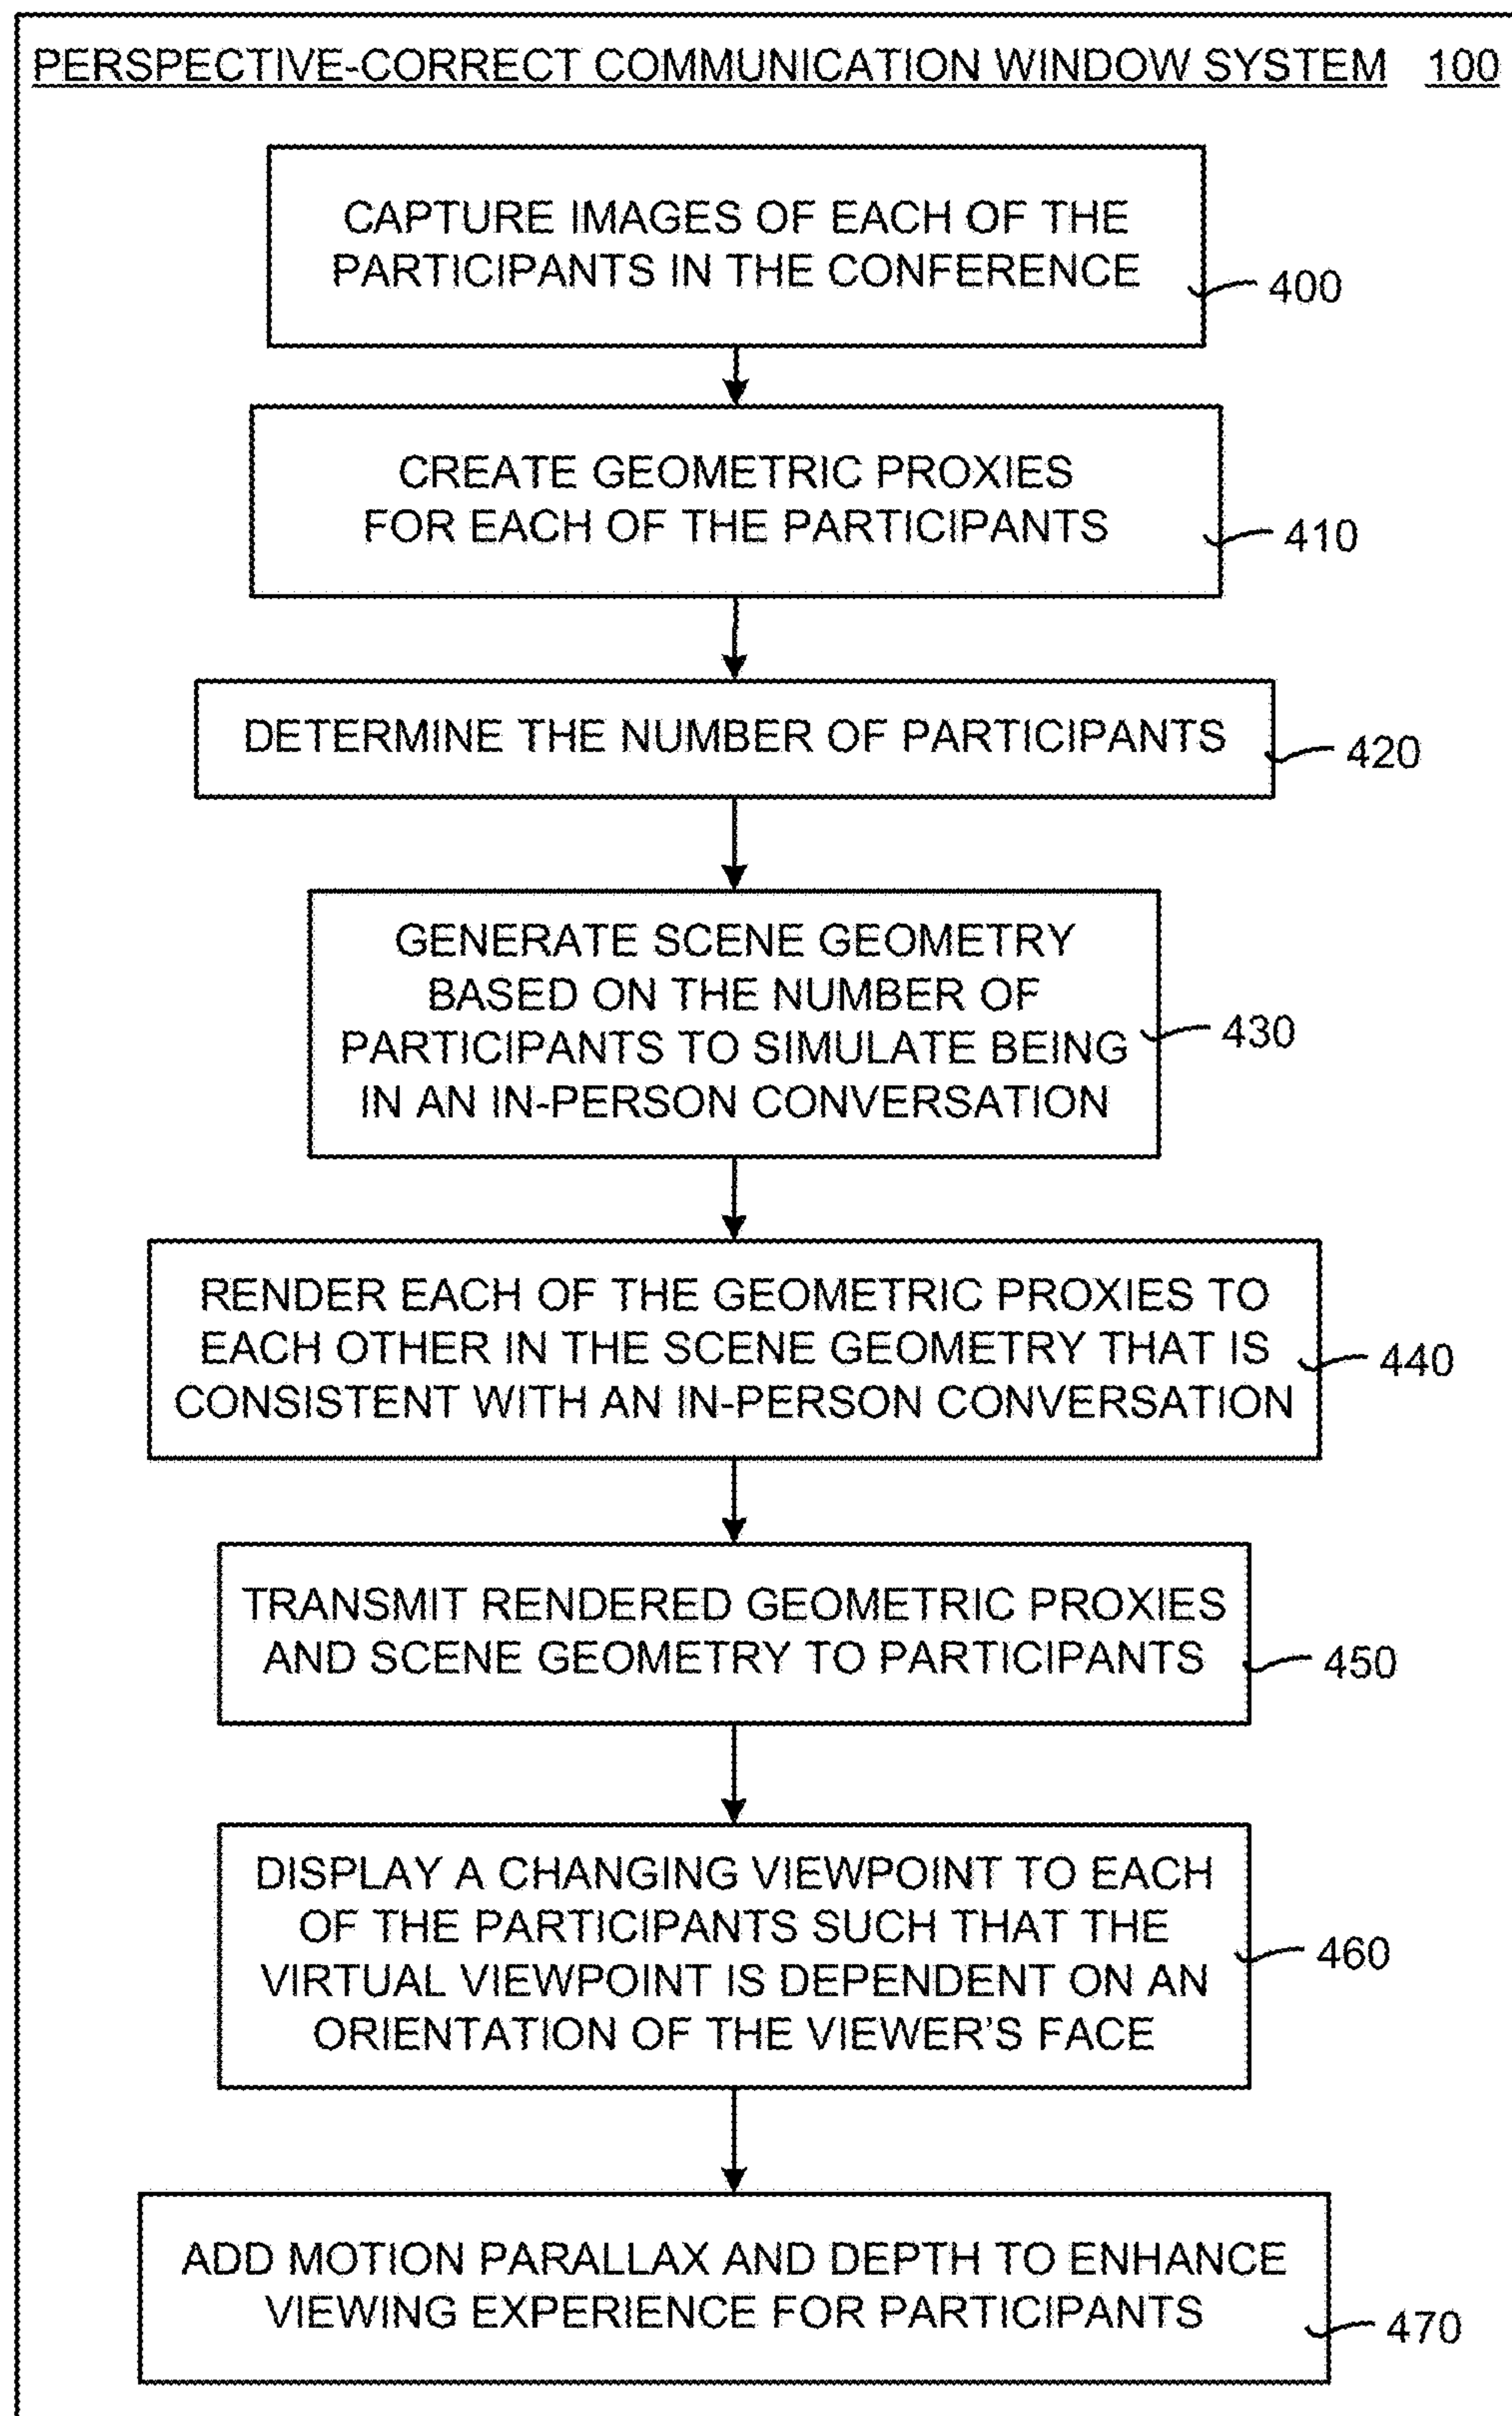 PERSPECTIVE-CORRECT COMMUNICATION WINDOW SYSTEM 100
CAPTURE IMAGES OF EACH OF THE
PARTICIPANTS IN THE CONFERENCE
400
CREATE GEOMETRIC PROXIES
FOR EACH OF THE PARTICIPANTS
410
DETERMINE THE NUMBER OF PARTICIPANTS
420
GENERATE SCENE GEOMETRY
BASED ON THE NUMBER OF
PARTICIPANTS TO SIMULATE BEING
IN AN IN-PERSON CONVERSATION
430
RENDER EACH OF THE GEOMETRIC PROXIES TO
EACH OTHER IN THE SCENE GEOMETRY THAT IS
CONSISTENT WITH AN IN-PERSON CONVERSATION
440
TRANSMIT RENDERED GEOMETRIC PROXIES
AND SCENE GEOMETRY TO PARTICIPANTS
450
DISPLAY A CHANGING VIEWPOINT TO EACH
OF THE PARTICIPANTS SUCH THAT THE
VIRTUAL VIEWPOINT IS DEPENDENT ON AN
ORIENTATION OF THE VIEWER'S FACE
460
ADD MOTION PARALLAX AND DEPTH TO ENHANCE
VIEWING EXPERIENCE FOR PARTICIPANTS
470